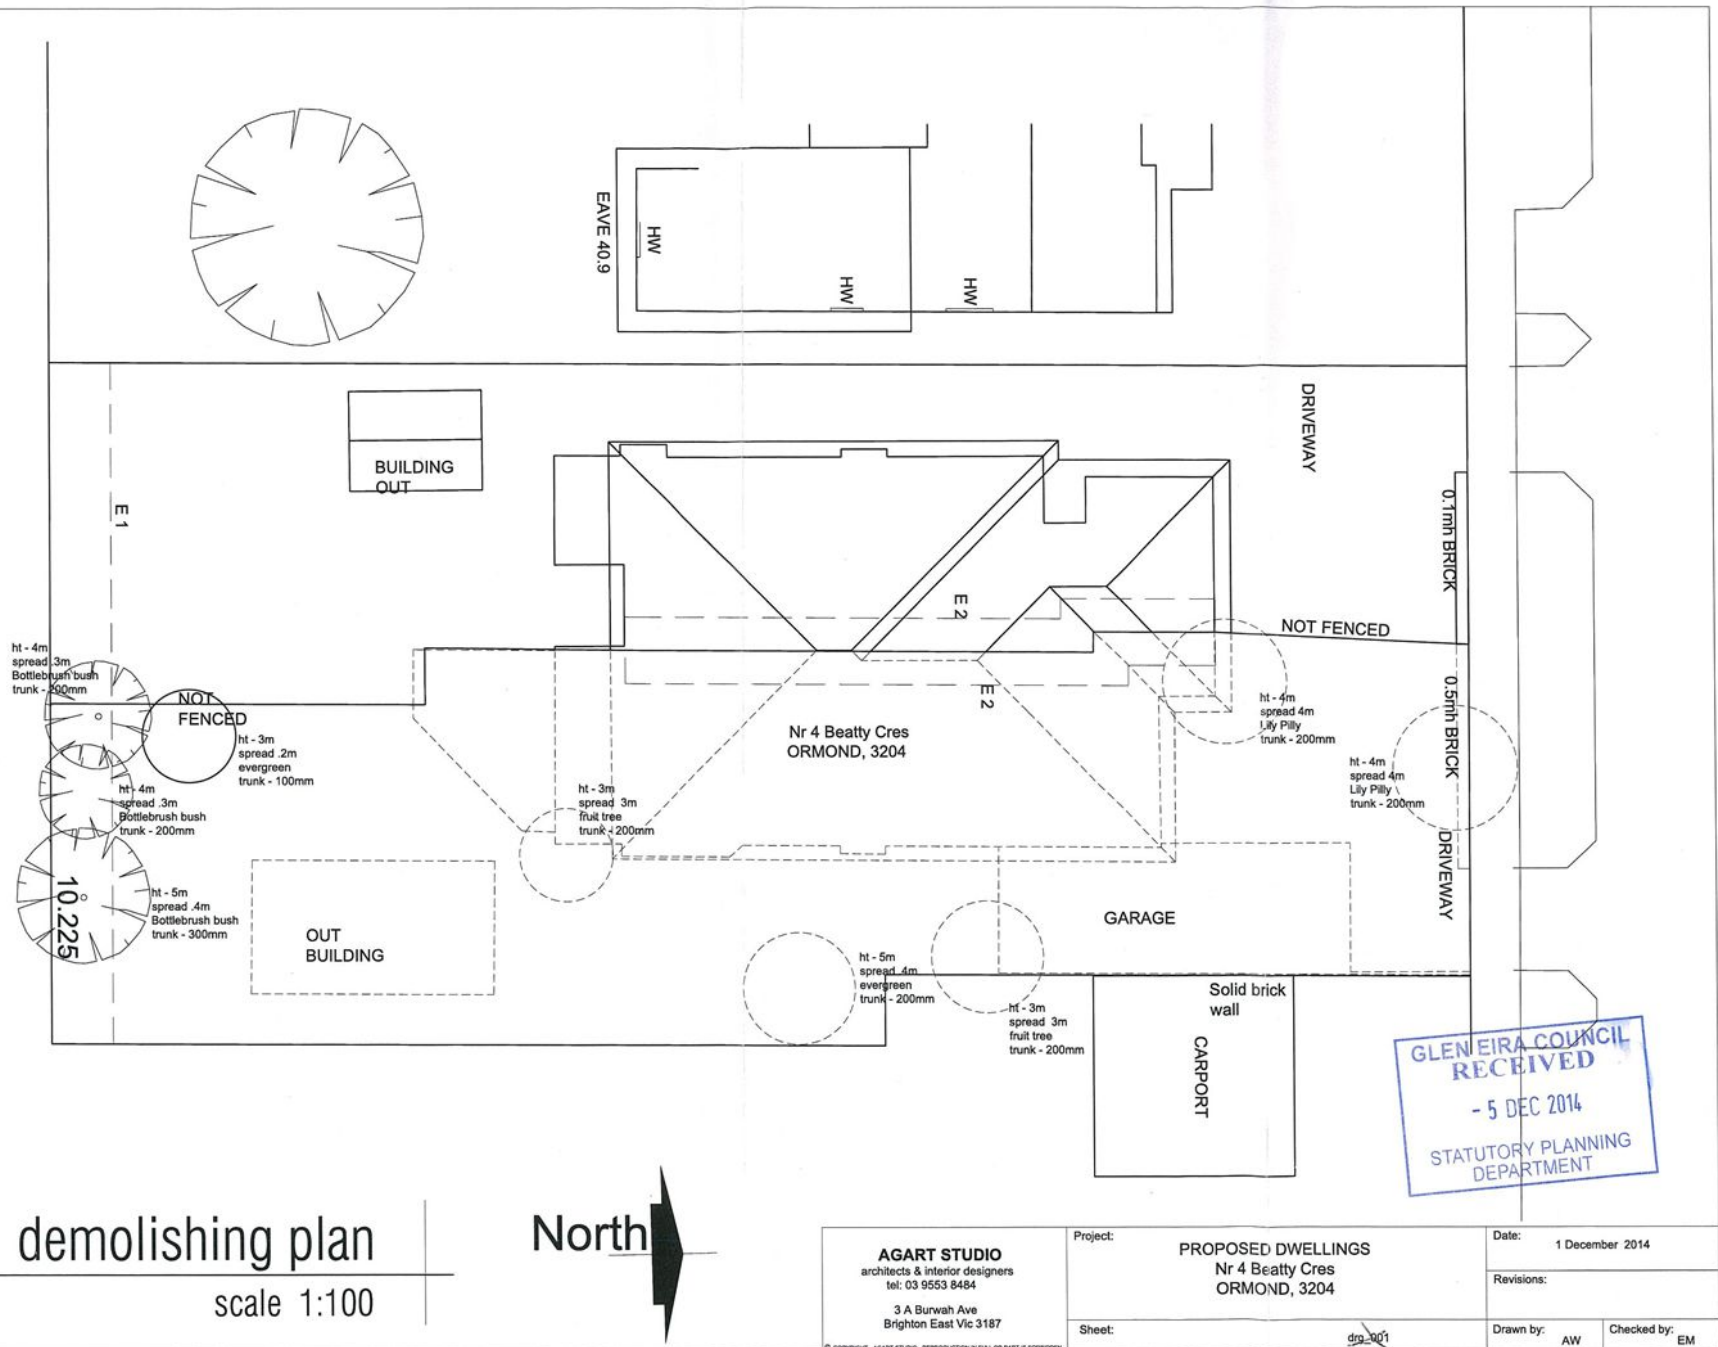 EAVE 40.9
HW
HW
HW
DRIVEWAY
BUILDING
OUT
E 1
0.1mh BRICK
E 2
NOT FENCED
ht - 4m
spread .3m
Bottlebrush bush
trunk - 200mm
NOT
FENCED
ht - 3m
spread .2m
evergreen
trunk - 100mm
ht - 4m
spread .3m
Bottlebrush bush
trunk - 200mm
ht - 3m
spread 3m
fruit tree
trunk - 200mm
E 2
Nr 4 Beatty Cres
ORMOND, 3204
ht - 4m
spread 4m
Lily Pilly
trunk - 200mm
0.5mh BRICK
ht - 4m
spread 4m
Lily Pilly
trunk - 200mm
DRIVEWAY
10.225
ht - 5m
spread .4m
Bottlebrush bush
trunk - 300mm
OUT
BUILDING
GARAGE
ht - 5m
spread .4m
evergreen
trunk - 200mm
ht - 3m
spread 3m
fruit tree
trunk - 200mm
Solid brick
wall
CARPORT
GLEN EIRA COUNCIL
RECEIVED
- 5 DEC 2014
STATUTORY PLANNING
DEPARTMENT
demolishing plan
scale 1:100
North
AGART STUDIO
architects & interior designers
tel: 03 9553 8484
3 A Burwah Ave
Brighton East Vic 3187
Project:
PROPOSED DWELLINGS
Nr 4 Beatty Cres
ORMOND, 3204
Sheet:
drg_001
Date:
1 December 2014
Revisions:
Drawn by:
AW
Checked by:
EM